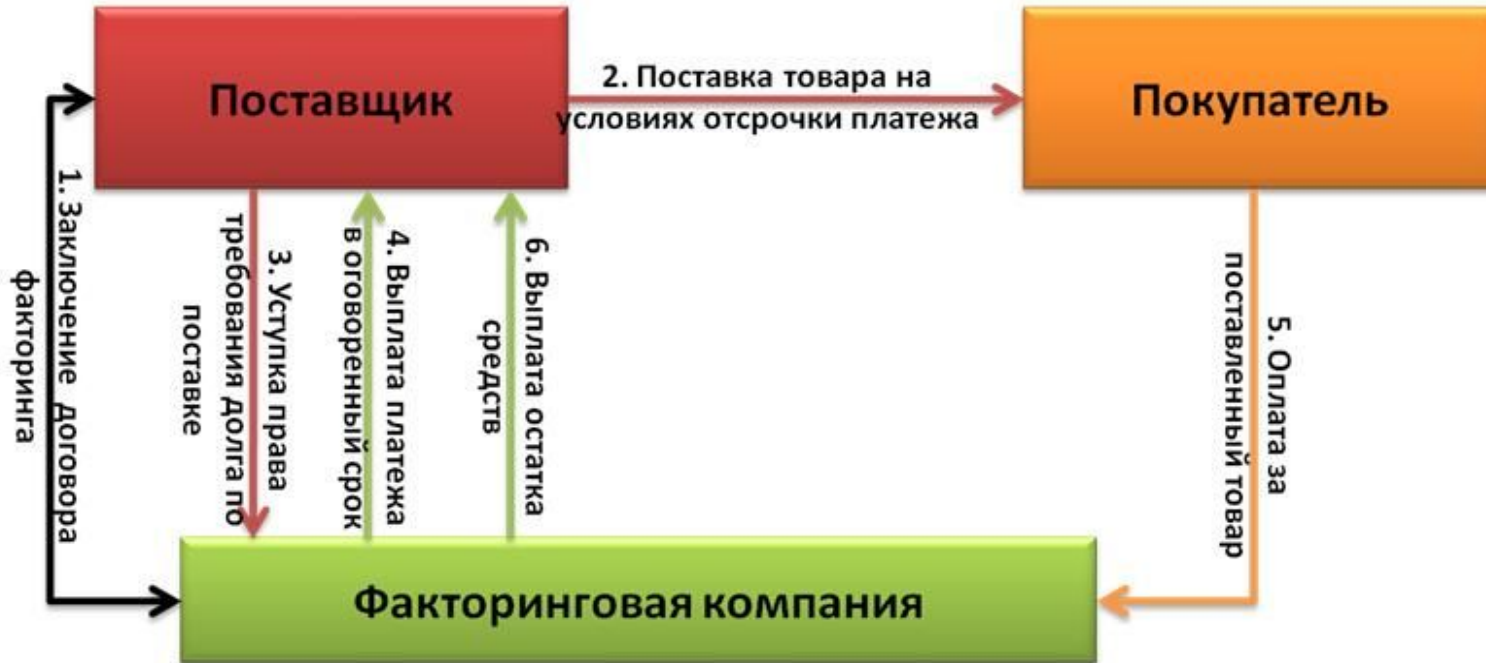 Поставщик
2. Поставка товара на
условиях отсрочки платежа
Покупатель
1. Заключение договора
факторинга
3. Уступка права
требования долга по
поставке
4. Выплата платежа
в оговоренный срок
6. Выплата остатка
средств
5. Оплата за
поставленный товар
Факторинговая компания